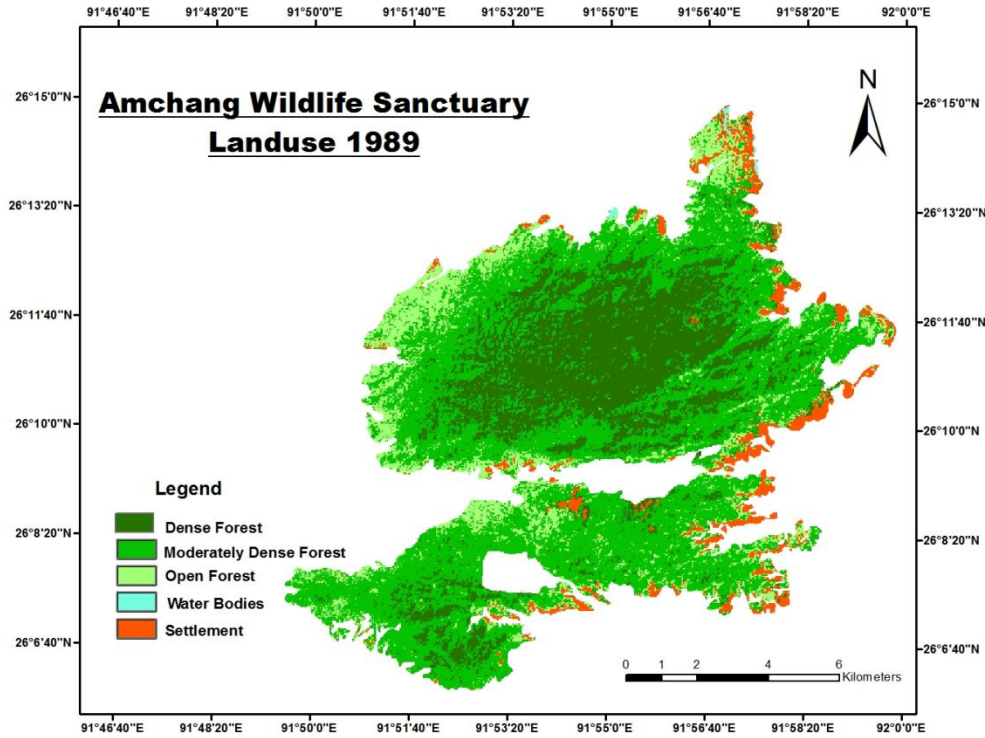 91°46'40"E 91°48'20"E 91°50'0"E 91°51'40"E 91°53'20"E 91°55'0"E 91°56'40"E 91°58'20"E 92°0'0"E
26°15'0"N 26°15'0"N
Amchang Wildlife Sanctuary
Landuse 1989
N
26°13'20"N 26°13'20"N
26°11'40"N 26°11'40"N
26°10'0"N 26°10'0"N
Legend
Dense Forest
Moderately Dense Forest
Open Forest
Water Bodies
Settlement
26°8'20"N 26°8'20"N
26°6'40"N 26°6'40"N
0 1 2 4 6
Kilometers
91°46'40"E 91°48'20"E 91°50'0"E 91°51'40"E 91°53'20"E 91°55'0"E 91°56'40"E 91°58'20"E 92°0'0"E